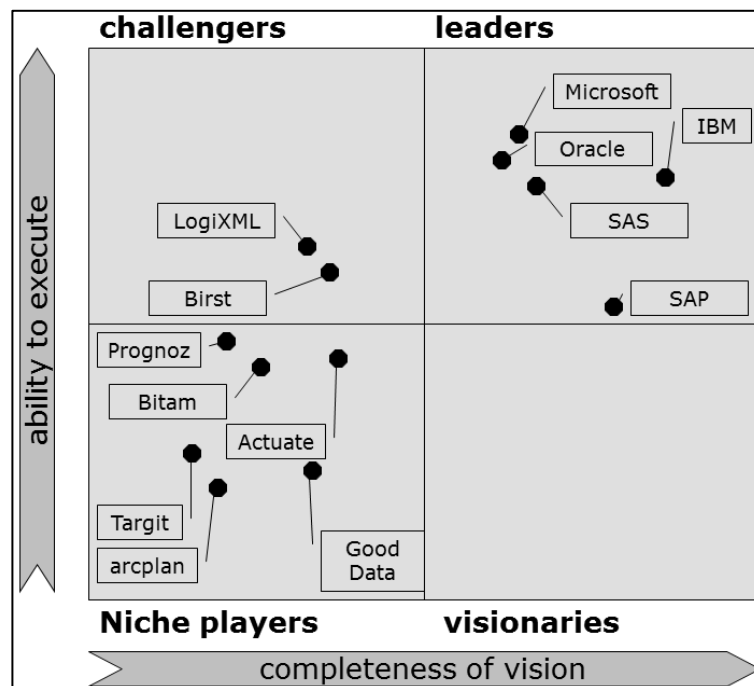 challengers
leaders
Microsoft
IBM
Oracle
LogiXML
SAS
Birst
SAP
ability to execute
Prognoz
Bitam
Actuate
Targit
arcplan
Good
Data
Niche players
visionaries
completeness of vision